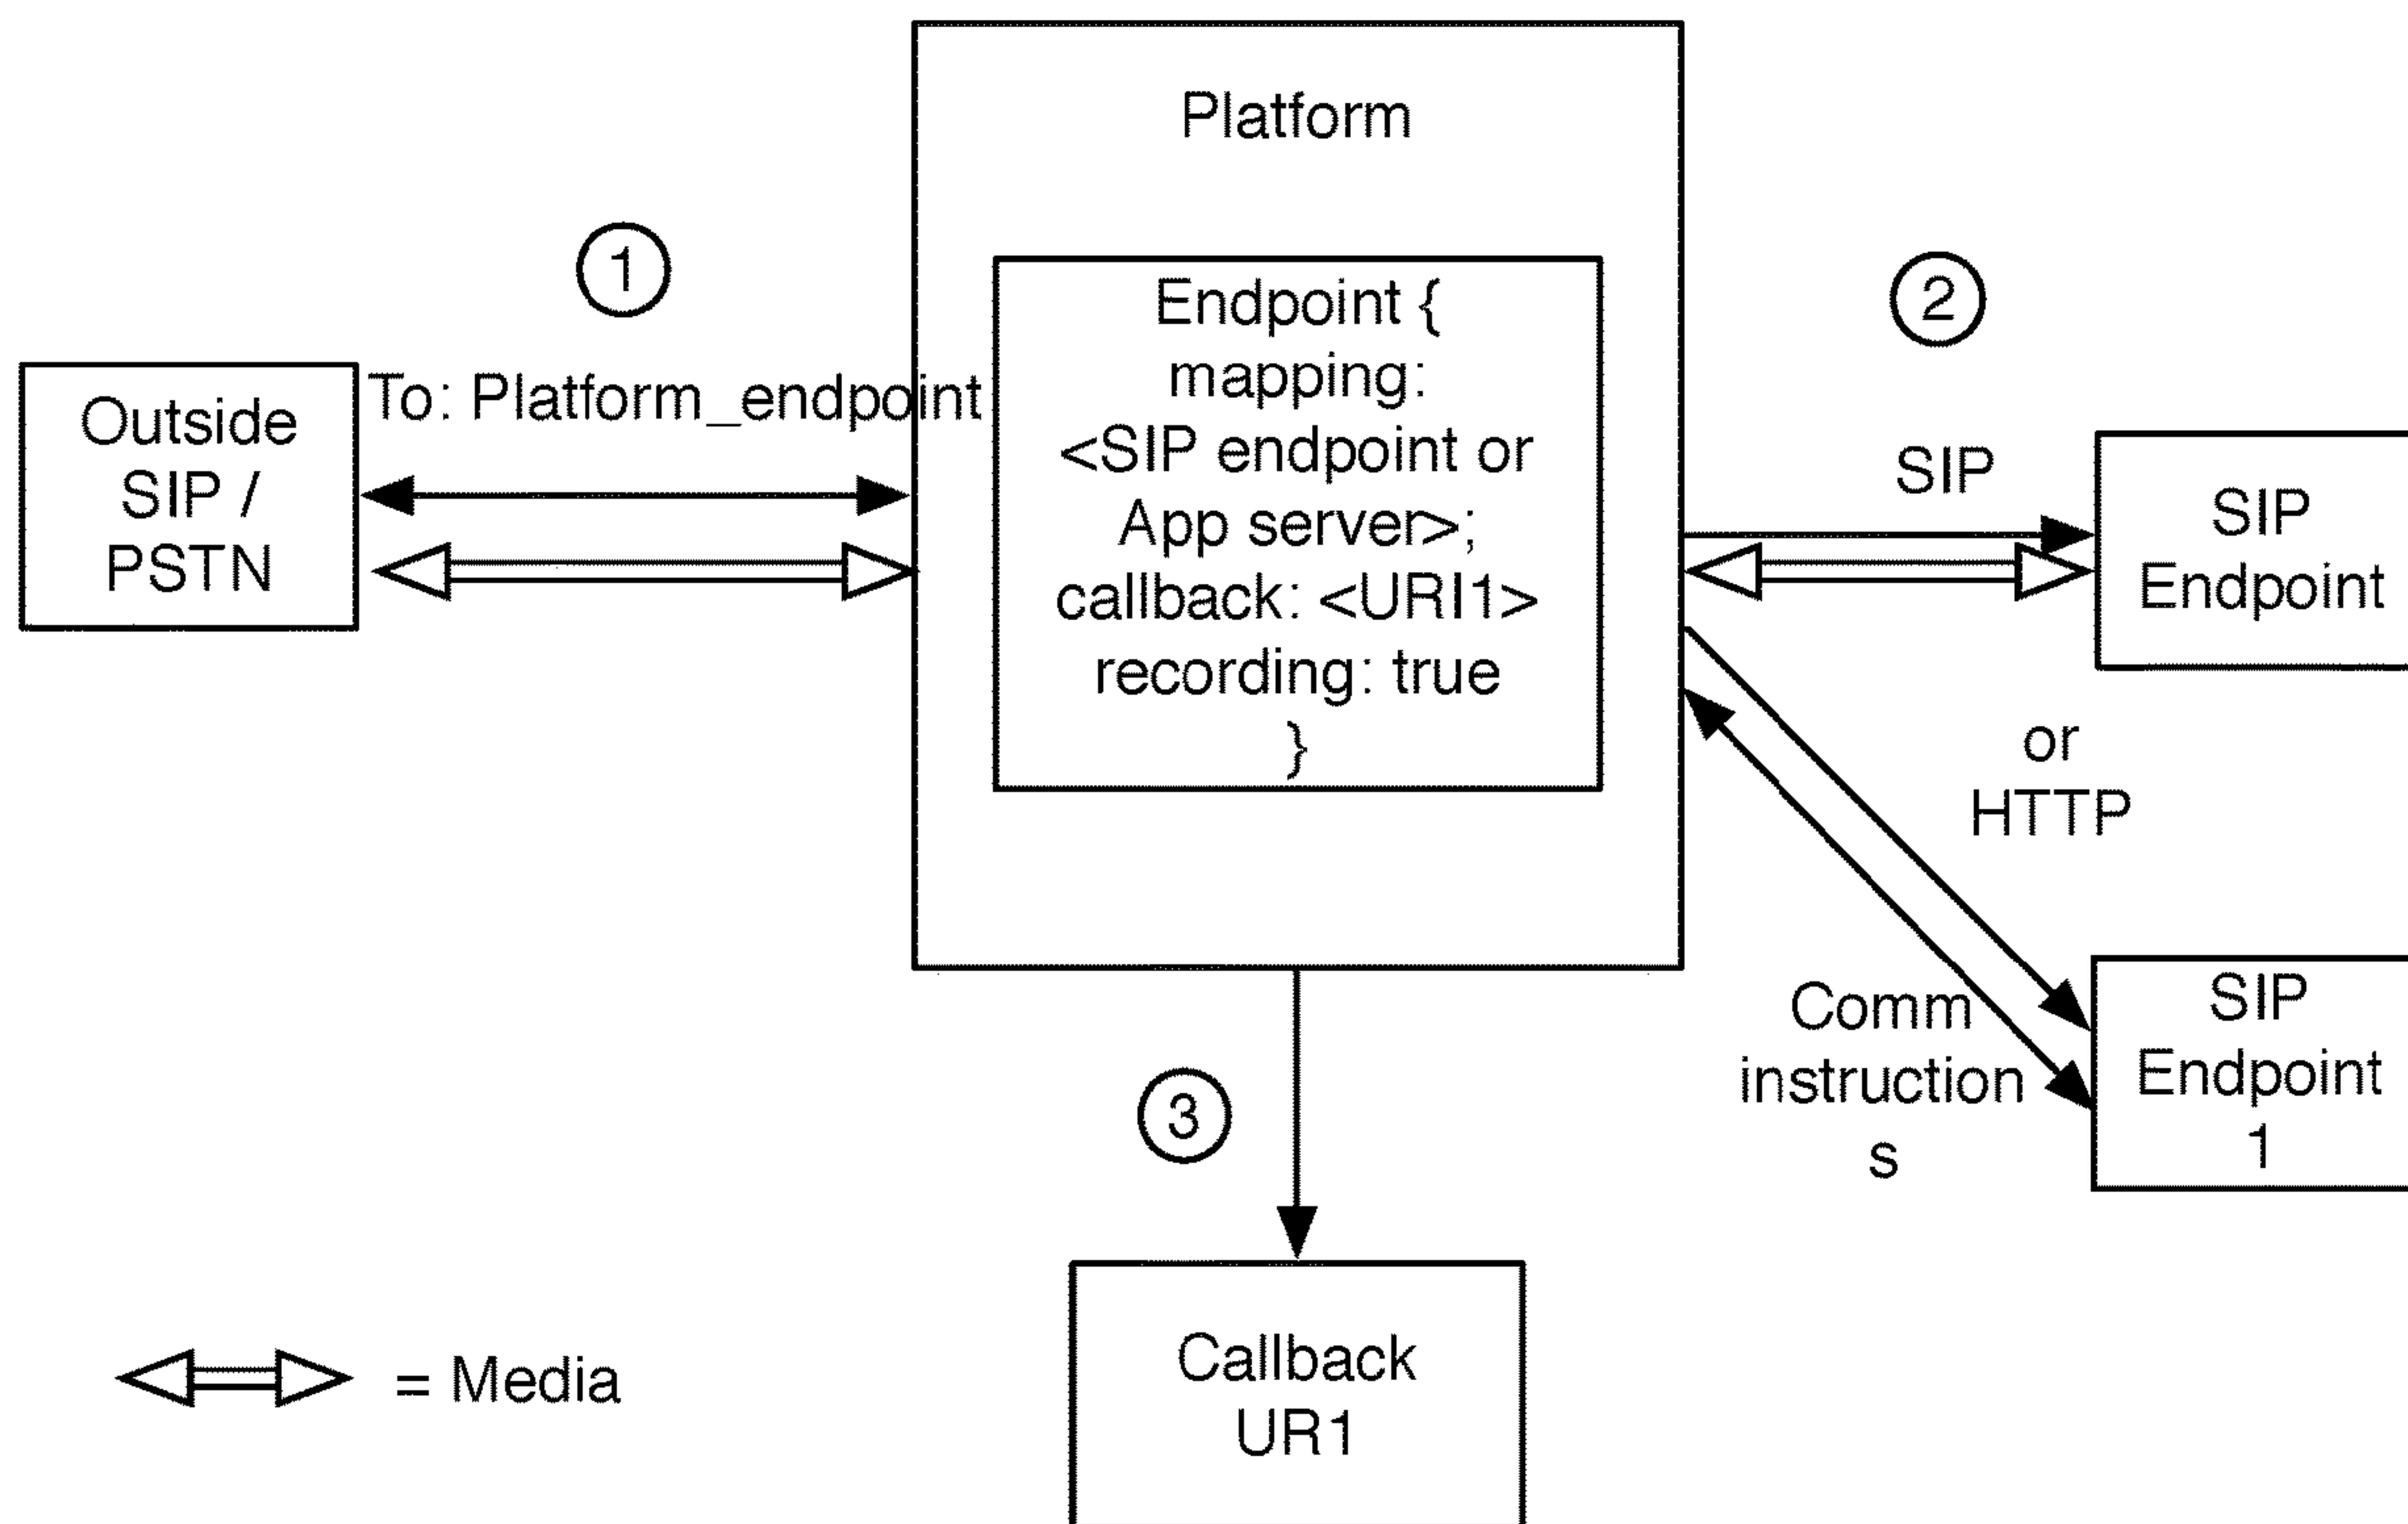 Platform
1
To: Platform_endpoint
Outside
SIP /
PSTN
Endpoint {
mapping:
<SIP endpoint or
App server>;
callback: <URI1>
recording: true
}
2
SIP
SIP
Endpoint
or
HTTP
Comm
instruction
s
SIP
Endpoint
1
3
Callback
UR1
= Media